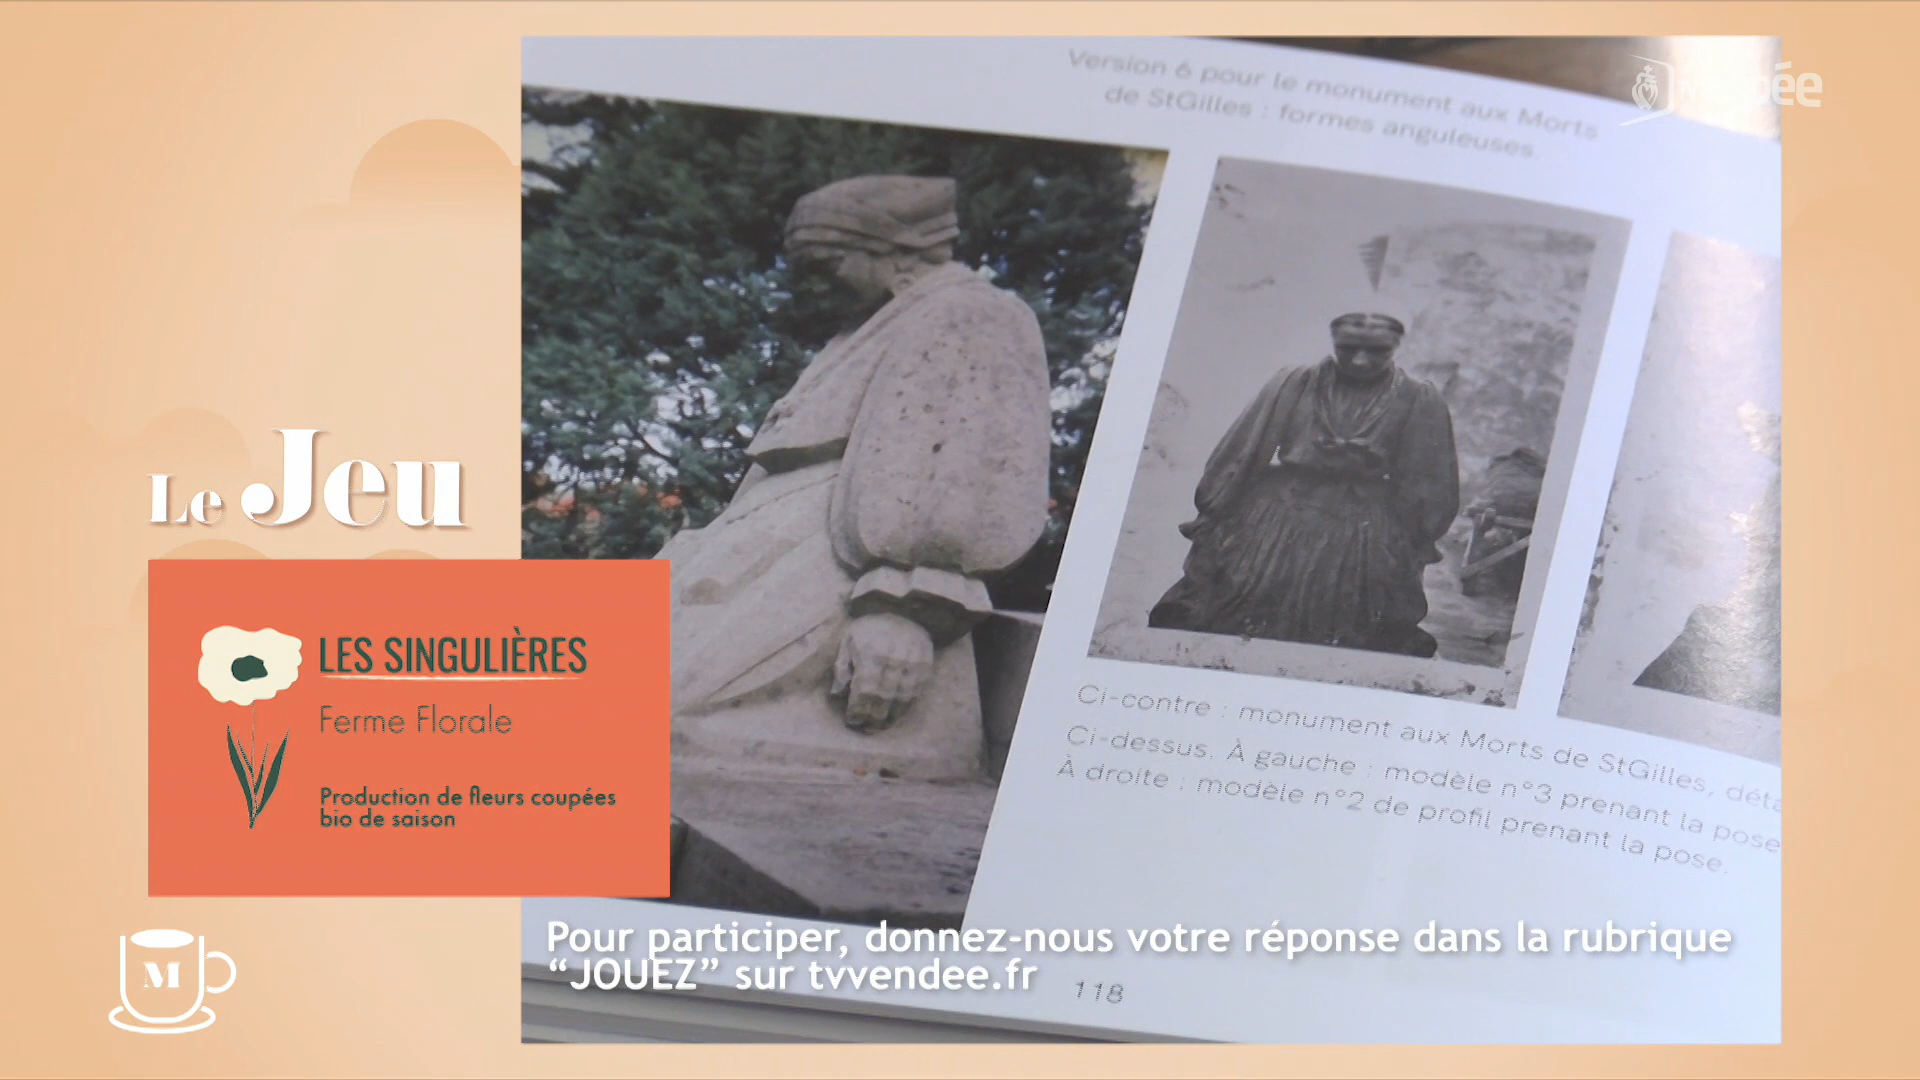 Version 6 pour le monument aux Morts
de StGilles : formes anguleuses.
Le Jeu
LES SINGULIÈRES
Ferme Florale
Production de fleurs coupées
bio de saison
Ci-contre : monument aux Morts de StGilles, déta
Ci-dessus. À gauche : modèle n°3 prenant la pose
À droite : modèle n°2 de profil prenant la pose.
Pour participer, donnez-nous votre réponse dans la rubrique
“JOUEZ” sur tvvendee.fr
118
M